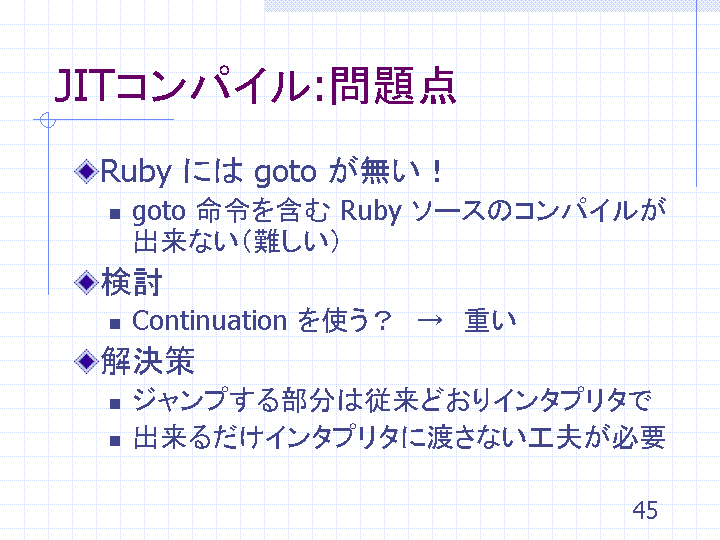 JITコンパイル:問題点
Ruby には goto が無い！
goto 命令を含む Ruby ソースのコンパイルが
出来ない（難しい）
検討
Continuation を使う？ → 重い
解決策
ジャンプする部分は従来どおりインタプリタで
出来るだけインタプリタに渡さない工夫が必要
45